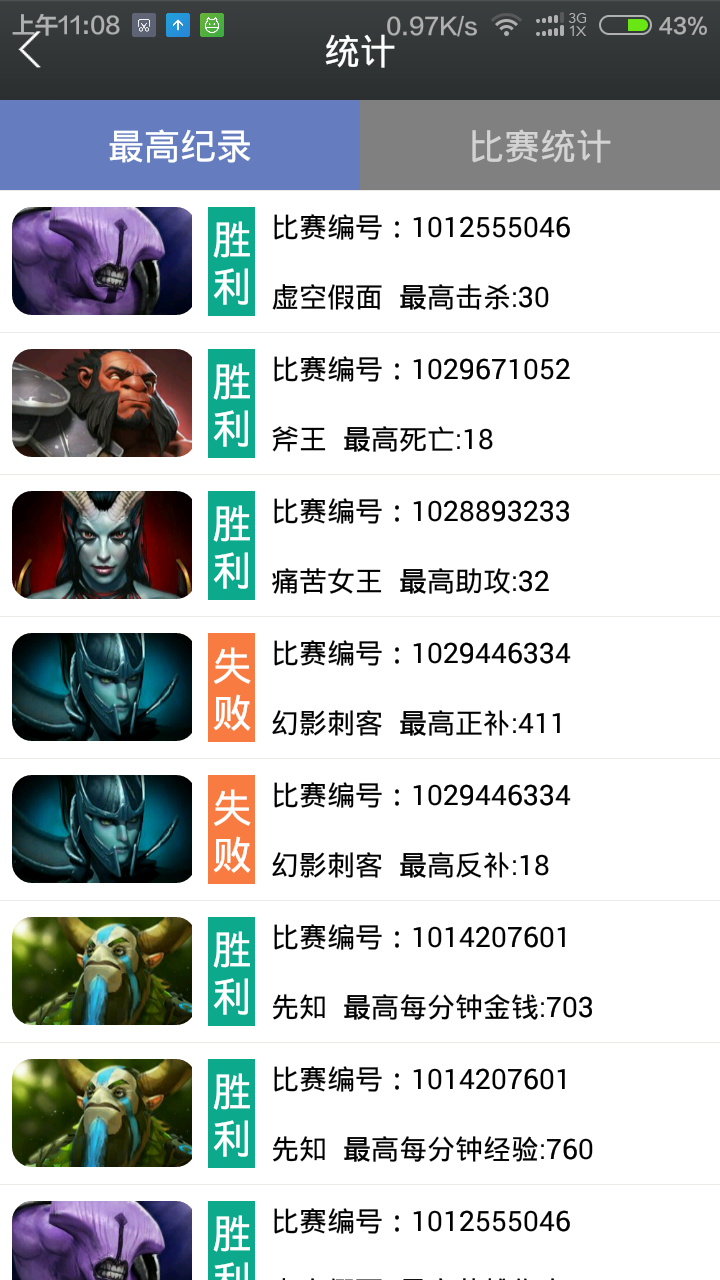 上午11:08 0.97K/s 3G 1X 43%
统计
最高纪录 比赛统计
胜利 比赛编号：1012555046
虚空假面 最高击杀:30
胜利 比赛编号：1029671052
斧王 最高死亡:18
胜利 比赛编号：1028893233
痛苦女王 最高助攻:32
失败 比赛编号：1029446334
幻影刺客 最高正补:411
失败 比赛编号：1029446334
幻影刺客 最高反补:18
胜利 比赛编号：1014207601
先知 最高每分钟金钱:703
胜利 比赛编号：1014207601
先知 最高每分钟经验:760
胜利 比赛编号：1012555046